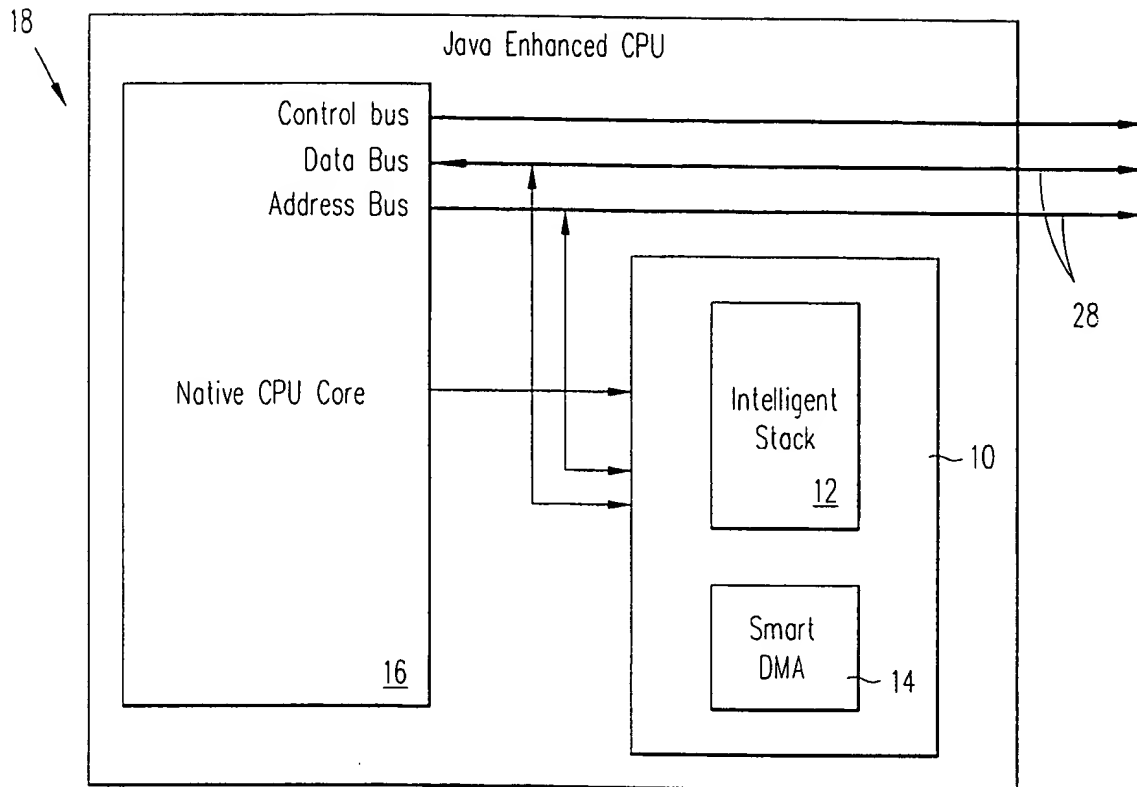 18
Java Enhanced CPU
Control bus
Data Bus
Address Bus
28
Native CPU Core
Intelligent
Stack
12
10
Smart
DMA
14
16